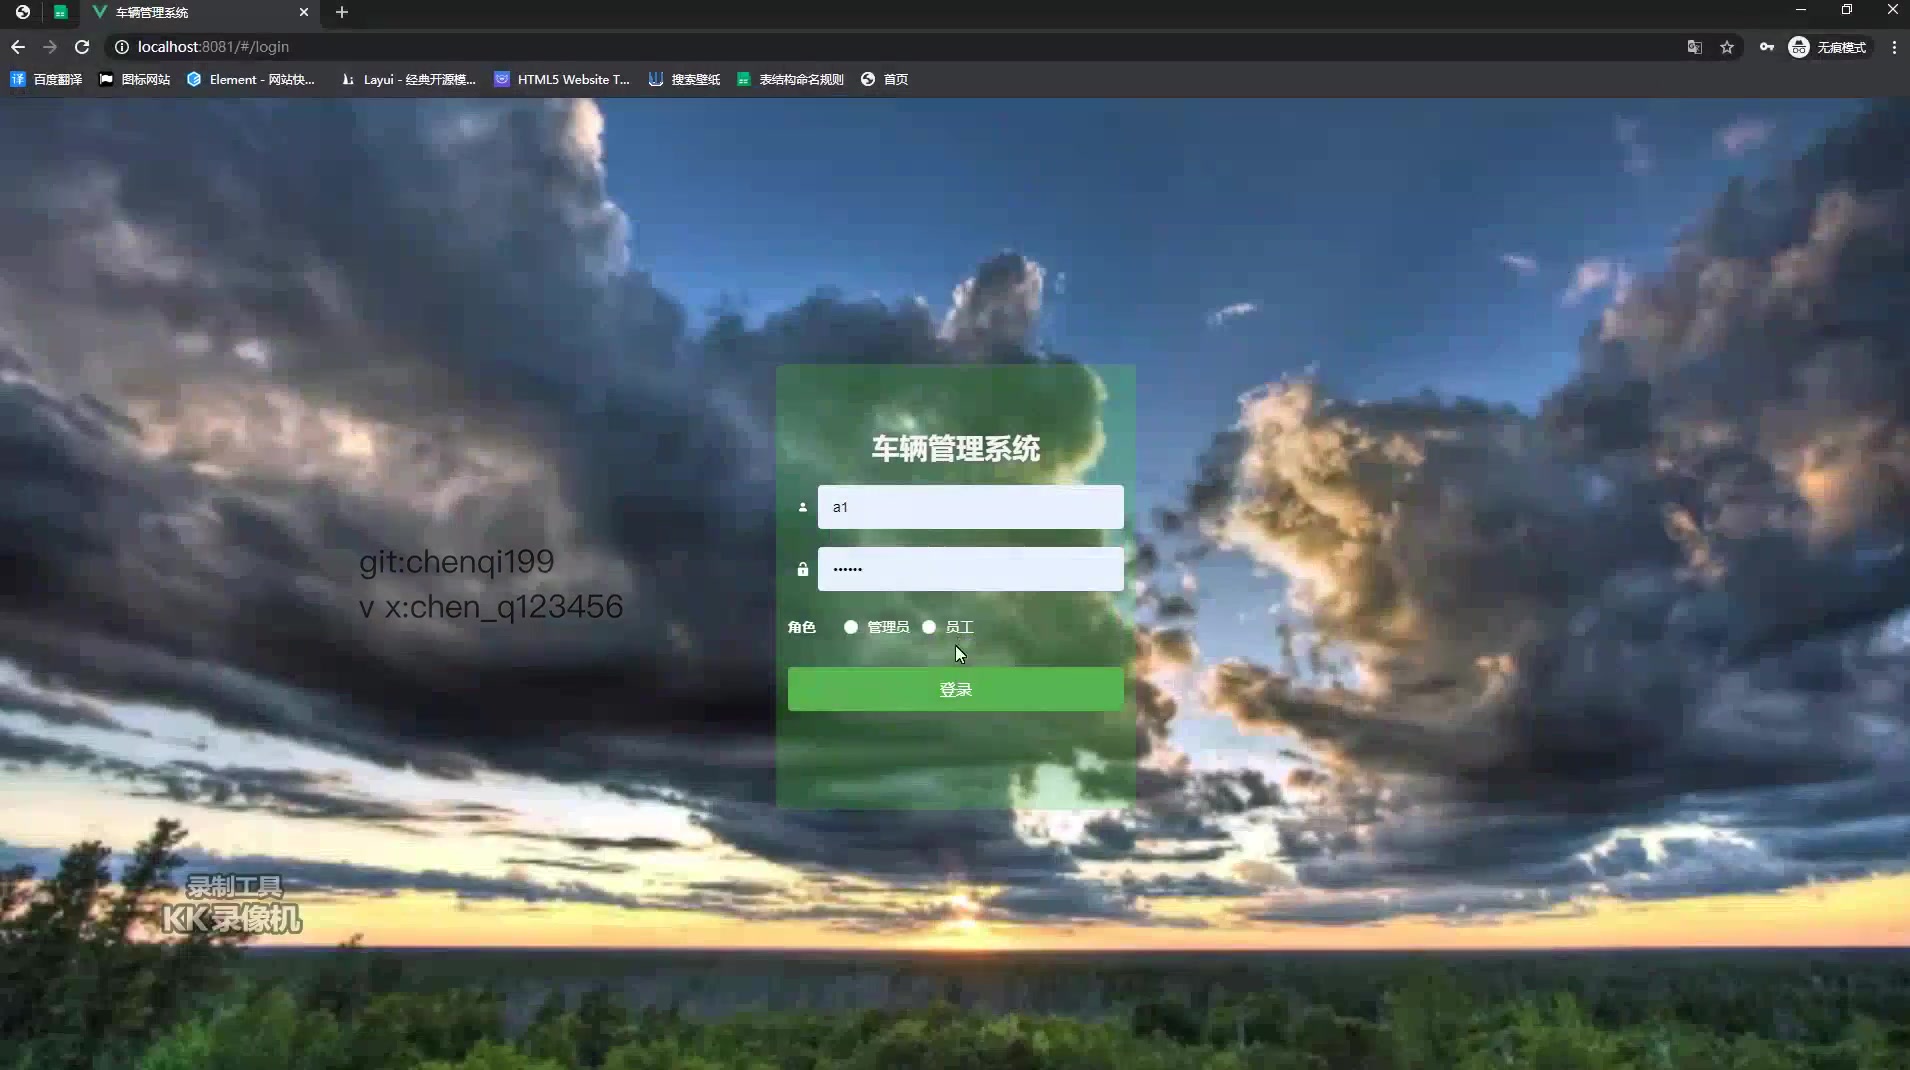 车辆管理系统
localhost:8081/#/login
无痕模式
百度翻译
图标网站
Element - 网站快...
Layui - 经典开源模...
HTML5 Website T...
搜索壁纸
表结构命名规则
首页
车辆管理系统
a1
••••••
git:chenqi199
v x:chen_q123456
角色 管理员 员工
登录
录制工具
KK录像机